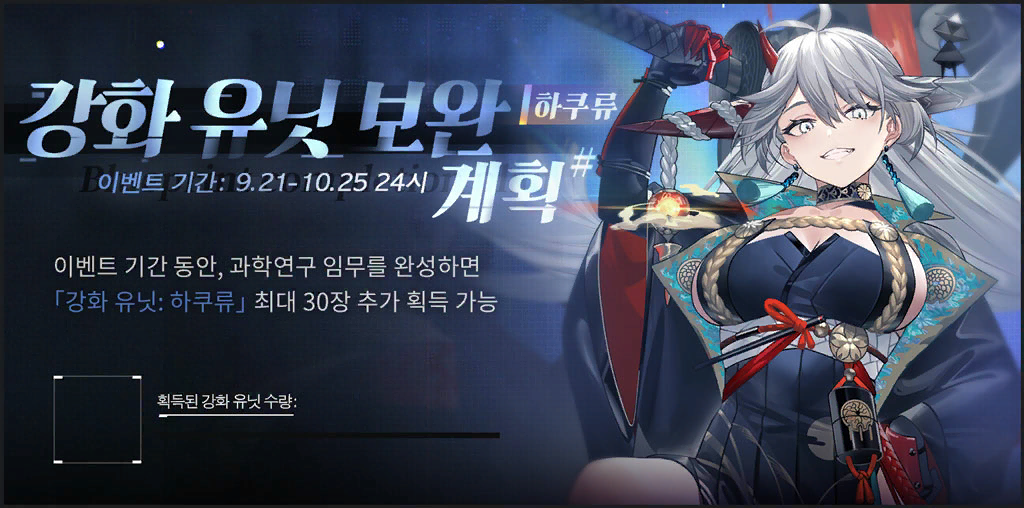 강화 유닛 보완
하쿠류
계획#
이벤트 기간: 9.21-10.25 24시
이벤트 기간 동안, 과학연구 임무를 완성하면
「강화 유닛: 하쿠류」 최대 30장 추가 획득 가능
획득된 강화 유닛 수량: